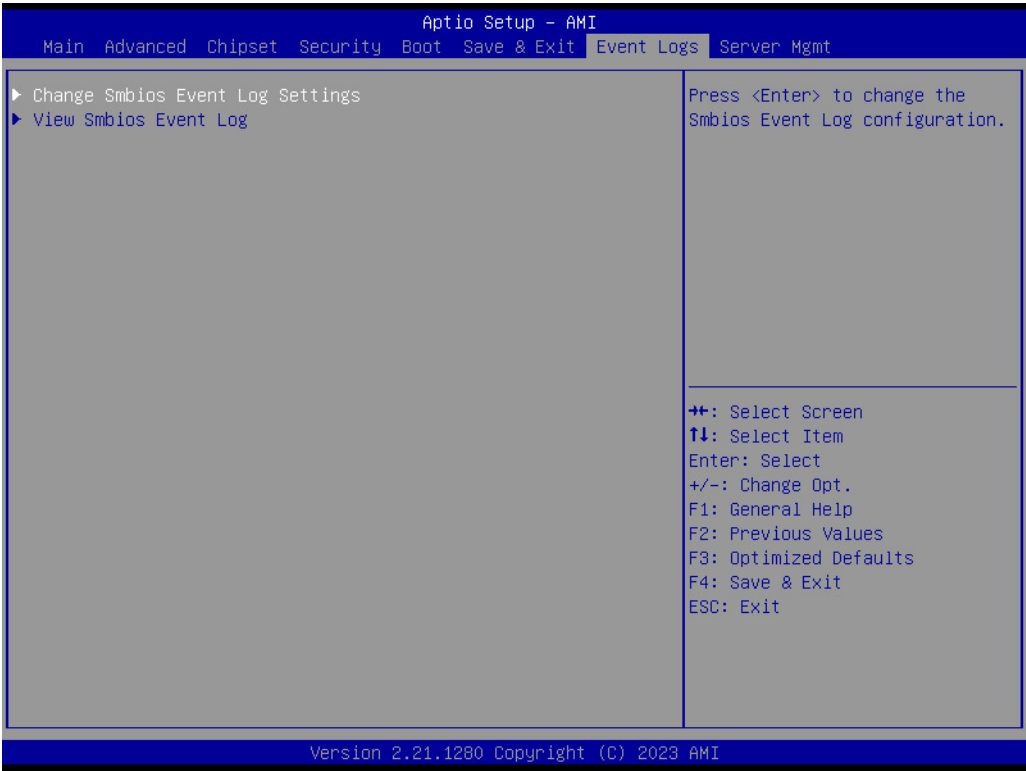 Aptio Setup – AMI
Main Advanced Chipset Security Boot Save & Exit Event Logs Server Mgmt
▶ Change Smbios Event Log Settings
▶ View Smbios Event Log
Press <Enter> to change the
Smbios Event Log configuration.
→←: Select Screen
↑↓: Select Item
Enter: Select
+/-: Change Opt.
F1: General Help
F2: Previous Values
F3: Optimized Defaults
F4: Save & Exit
ESC: Exit
Version 2.21.1280 Copyright (C) 2023 AMI